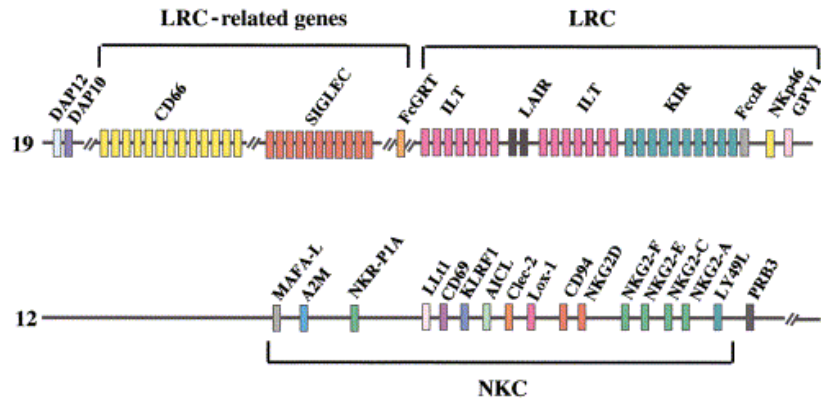 LRC-related genes LRC
DAP12 DAP10 CD66 SIGLEC FcGRT ILT LAIR ILT KIR FcαR NKp46 GPVI
19
MAFA-L A2M NKR-P1A LLt1 CD69 KLRF1 AICL Clec-2 Lox-1 CD94 NKG2D NKG2-F NKG2-E NKG2-C NKG2-A LY49L PRB3
12
NKC